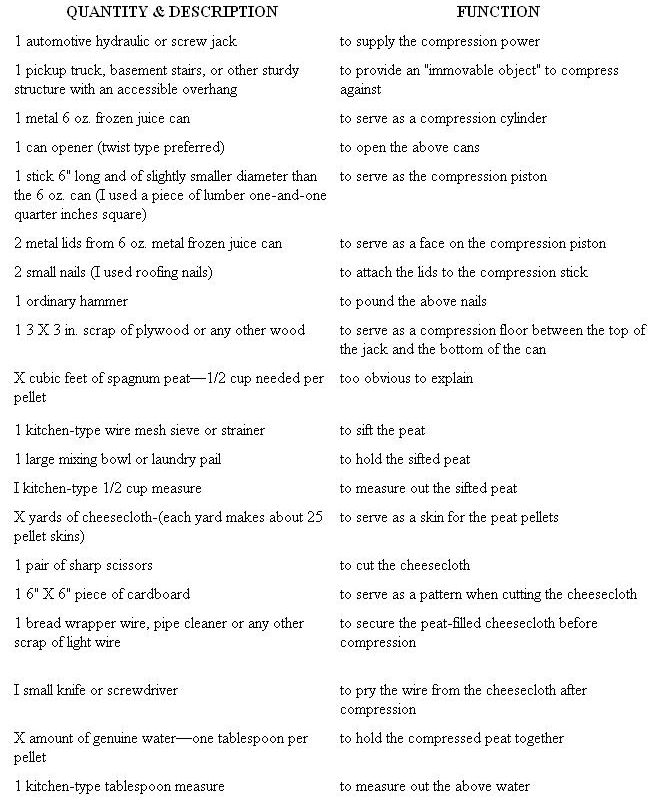 QUANTITY & DESCRIPTION FUNCTION
1 automotive hydraulic or screw jack to supply the compression power
1 pickup truck, basement stairs, or other sturdy to provide an "immovable object" to compress
structure with an accessible overhang against
1 metal 6 oz. frozen juice can to serve as a compression cylinder
1 can opener (twist type preferred) to open the above cans
1 stick 6" long and of slightly smaller diameter than to serve as the compression piston
the 6 oz. can (I used a piece of lumber one-and-one
quarter inches square)
2 metal lids from 6 oz. metal frozen juice can to serve as a face on the compression piston
2 small nails (I used roofing nails) to attach the lids to the compression stick
1 ordinary hammer to pound the above nails
1 3 X 3 in. scrap of plywood or any other wood to serve as a compression floor between the top of
the jack and the bottom of the can
X cubic feet of spagnum peat—1/2 cup needed per too obvious to explain
pellet
1 kitchen-type wire mesh sieve or strainer to sift the peat
1 large mixing bowl or laundry pail to hold the sifted peat
I kitchen-type 1/2 cup measure to measure out the sifted peat
X yards of cheesecloth-(each yard makes about 25 to serve as a skin for the peat pellets
pellet skins)
1 pair of sharp scissors to cut the cheesecloth
1 6" X 6" piece of cardboard to serve as a pattern when cutting the cheesecloth
1 bread wrapper wire, pipe cleaner or any other to secure the peat-filled cheesecloth before
scrap of light wire compression
I small knife or screwdriver to pry the wire from the cheesecloth after
compression
X amount of genuine water—one tablespoon per to hold the compressed peat together
pellet
1 kitchen-type tablespoon measure to measure out the above water